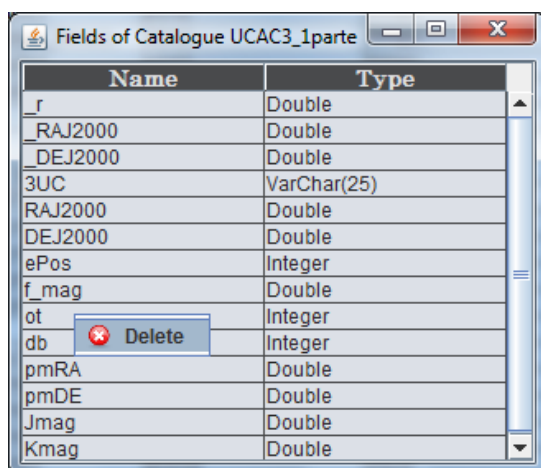 Fields of Catalogue UCAC3_1parte
Name Type
_r Double
_RAJ2000 Double
_DEJ2000 Double
3UC VarChar(25)
RAJ2000 Double
DEJ2000 Double
ePos Integer
f_mag Double
ot Integer
Delete
db Integer
pmRA Double
pmDE Double
Jmag Double
Kmag Double